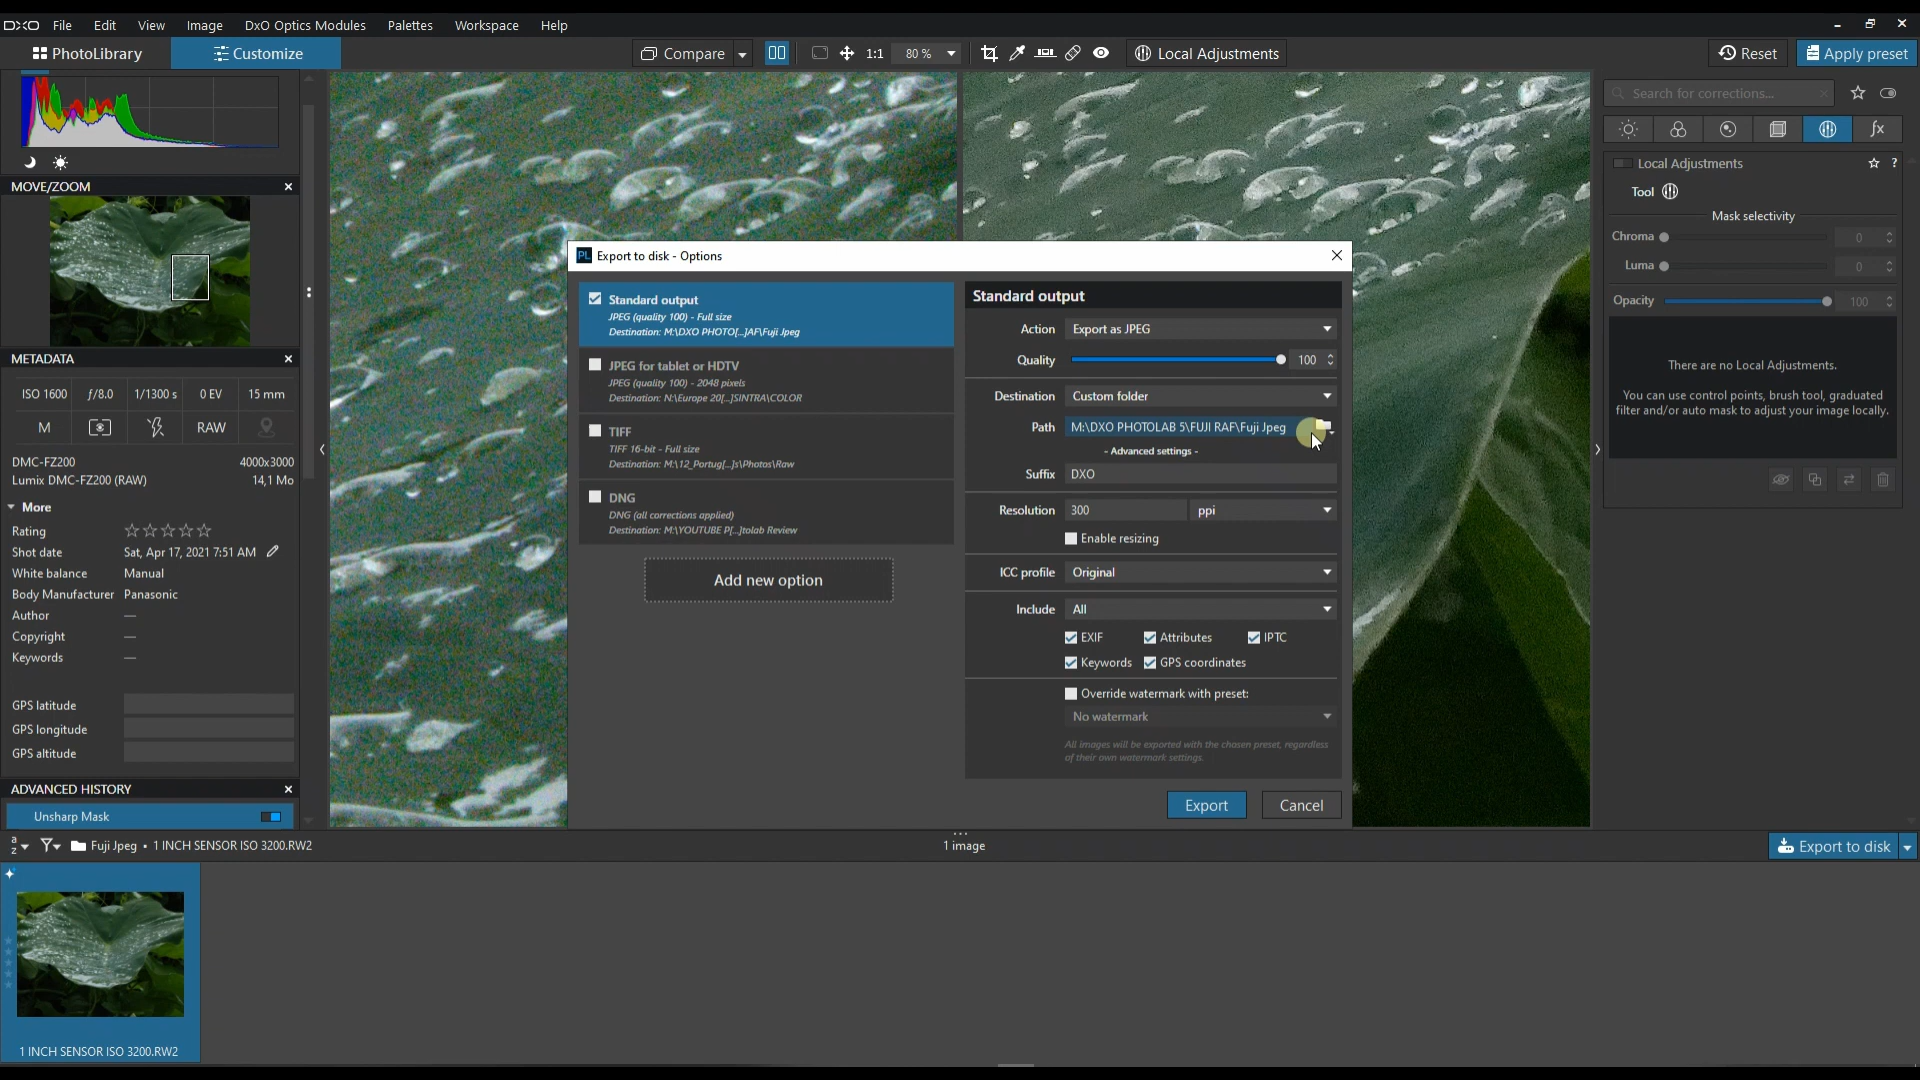 DXO File Edit View Image DxO Optics Modules Palettes Workspace Help
PhotoLibrary Customize Compare 1:1 80 % Local Adjustments Reset Apply preset
Search for corrections...
MOVE/ZOOM
METADATA
ISO 1600 ƒ/8.0 1/1300 s 0 EV 15 mm
M RAW
DMC-FZ200 4000x3000
Lumix DMC-FZ200 (RAW) 14,1 Mo
More
Rating
Shot date Sat, Apr 17, 2021 7:51 AM
White balance Manual
Body Manufacturer Panasonic
Author —
Copyright —
Keywords —
GPS latitude
GPS longitude
GPS altitude
ADVANCED HISTORY
Unsharp Mask
PL Export to disk - Options
Standard output
JPEG (quality 100) - Full size
Destination: M:\DXO PHOTO[...]AF\Fuji Jpeg
JPEG for tablet or HDTV
JPEG (quality 100) - 2048 pixels
Destination: N:\Europe 20[...]SINTRA\COLOR
TIFF
TIFF 16-bit - Full size
Destination: M:\12_Portug[...]s\Photos\Raw
DNG
DNG (all corrections applied)
Destination: M:\YOUTUBE P[...]tolab Review
Add new option
Standard output
Action Export as JPEG
Quality 100
Destination Custom folder
Path M:\DXO PHOTOLAB 5\FUJI RAF\Fuji Jpeg
- Advanced settings -
Suffix DXO
Resolution 300 ppi
Enable resizing
ICC profile Original
Include All
EXIF Attributes IPTC
Keywords GPS coordinates
Override watermark with preset:
No watermark
All images will be exported with the chosen preset, regardless
of their own watermark settings.
Export Cancel
Local Adjustments ?
Tool
Mask selectivity
Chroma 0
Luma 0
Opacity 100
There are no Local Adjustments.
You can use control points, brush tool, graduated
filter and/or auto mask to adjust your image locally.
a
z Fuji Jpeg • 1 INCH SENSOR ISO 3200.RW2 1 image Export to disk
1 INCH SENSOR ISO 3200.RW2